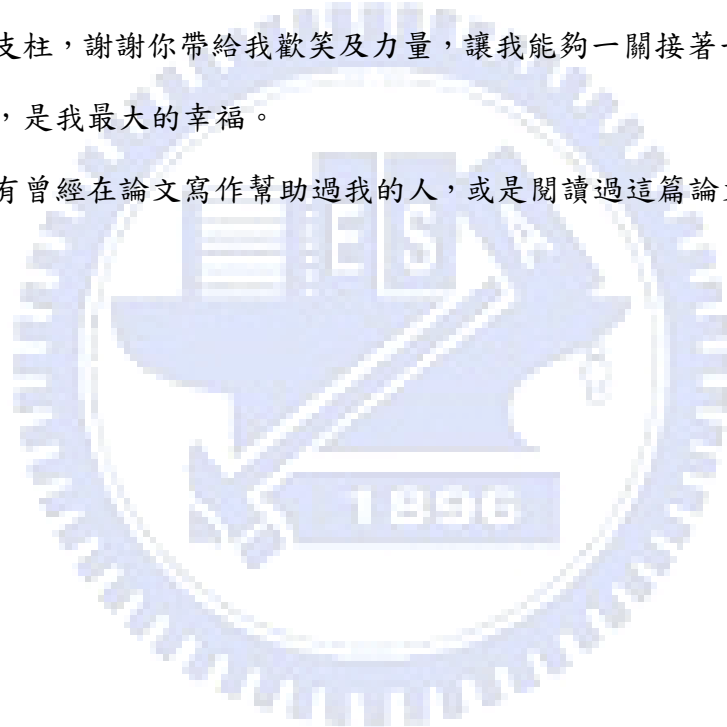 支柱，謝謝你帶給我歡笑及力量，讓我能夠一關接著
，是我最大的幸福。
有曾經在論文寫作幫助過我的人，或是閱讀過這篇論
E S A
1896